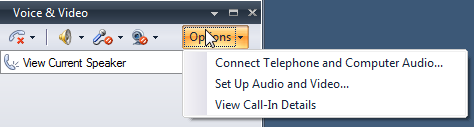 Voice & Video
Options
View Current Speaker
Connect Telephone and Computer Audio...
Set Up Audio and Video...
View Call-In Details